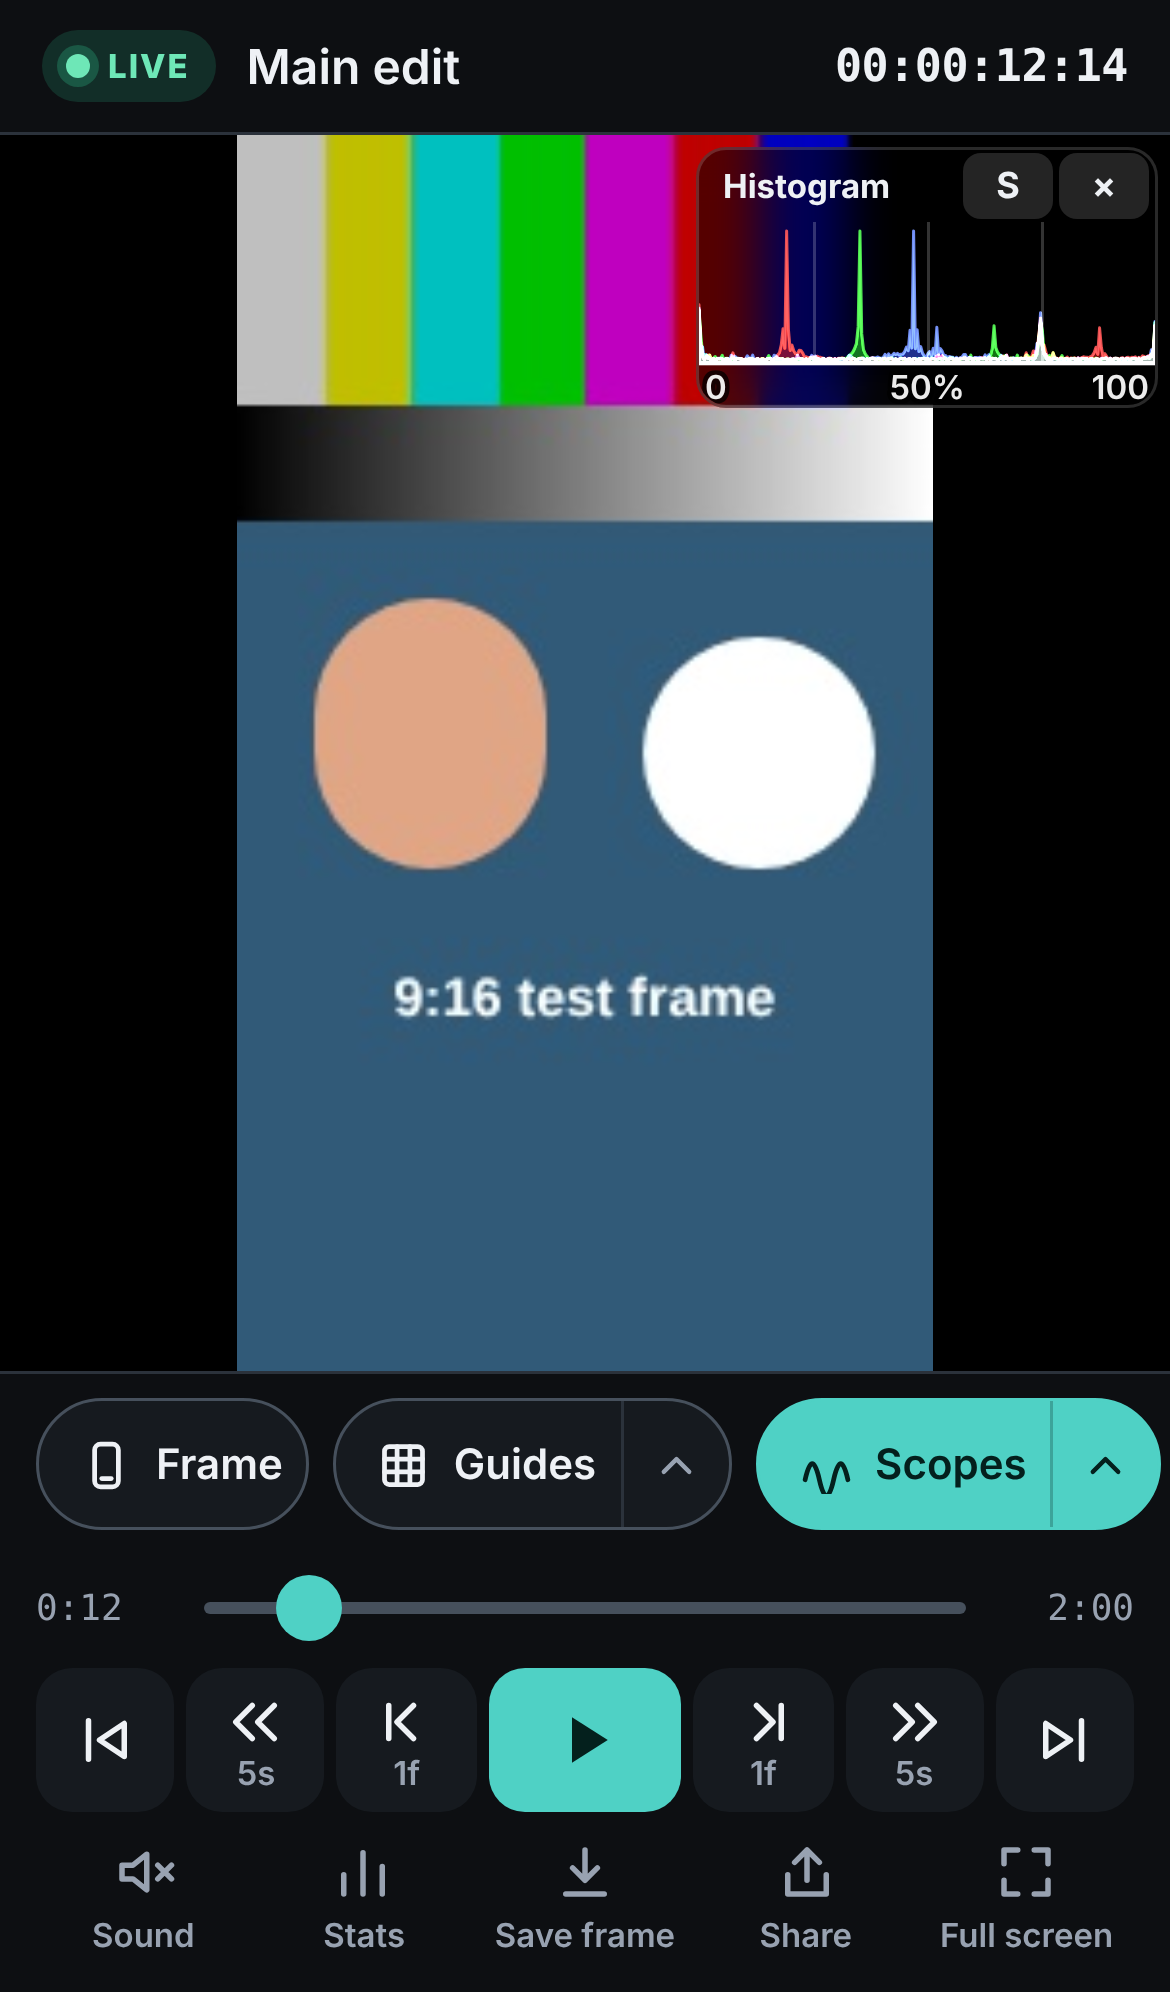 LIVE Main edit 00:00:12:14
Histogram S ×
0 50% 100
9:16 test frame
Frame Guides Scopes
0:12 2:00
5s 1f 1f 5s
Sound Stats Save frame Share Full screen